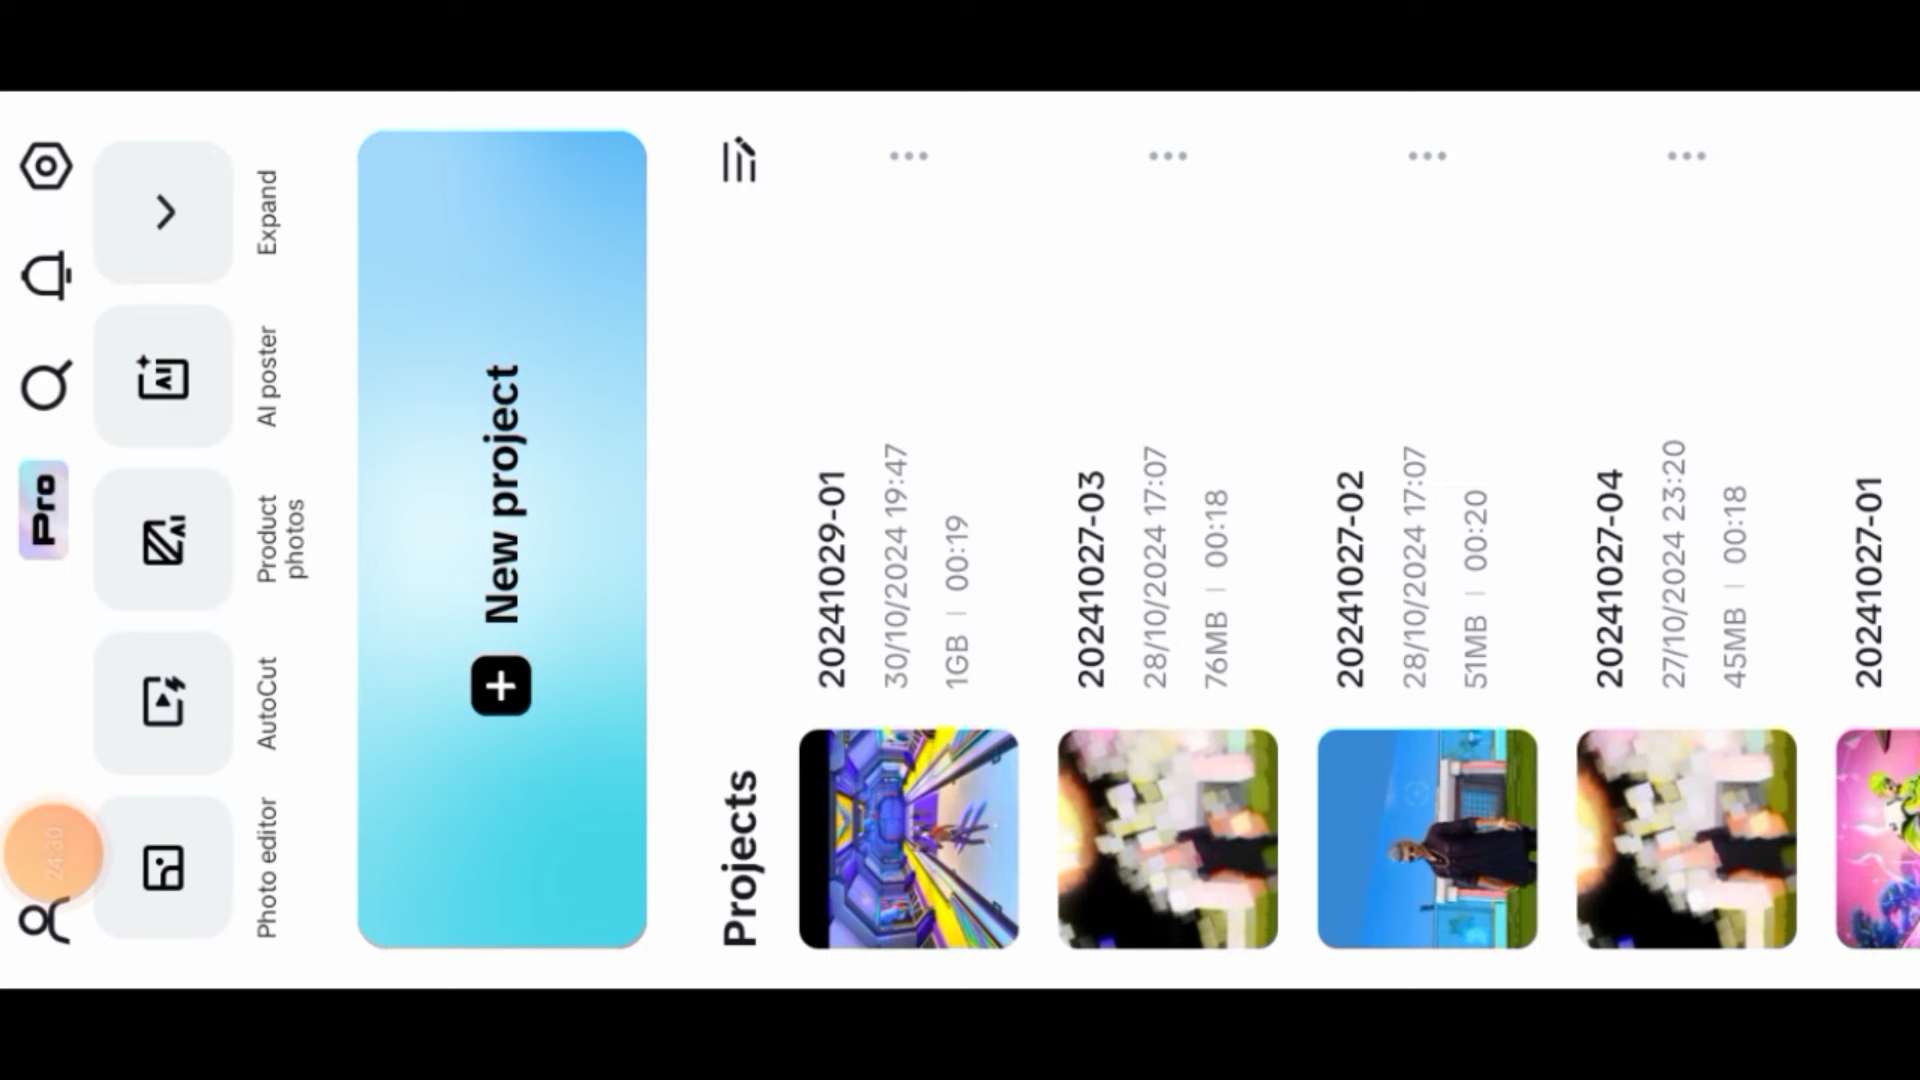 24:30
Pro
Photo editor
AutoCut
Product
photos
AI poster
Expand
New project
Projects
20241029-01
30/10/2024 19:47
1GB | 00:19
20241027-03
28/10/2024 17:07
76MB | 00:18
20241027-02
28/10/2024 17:07
51MB | 00:20
20241027-04
27/10/2024 23:20
45MB | 00:18
20241027-01